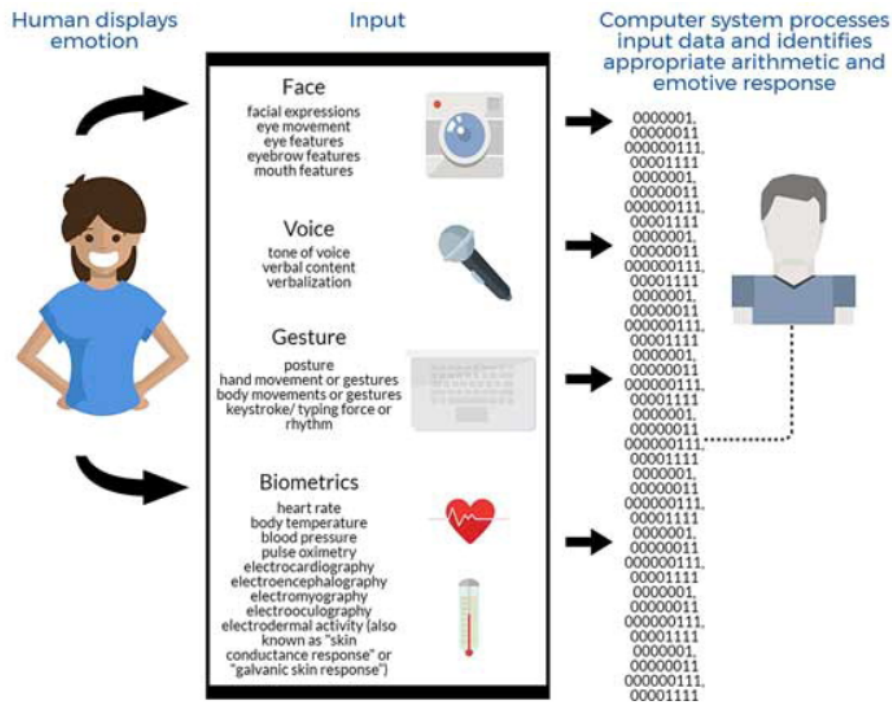 Human displays
emotion
Input
Computer system processes
input data and identifies
appropriate arithmetic and
emotive response
Face
facial expressions
eye movement
eye features
eyebrow features
mouth features
Voice
tone of voice
verbal content
verbalization
Gesture
posture
hand movement or gestures
body movements or gestures
keystroke/ typing force or
rhythm
Biometrics
heart rate
body temperature
blood pressure
pulse oximetry
electrocardiography
electroencephalography
electromyography
electrooculography
electrodermal activity (also
known as "skin
conductance response" or
"galvanic skin response")
0000001,
00000011
000000111,
00001111
0000001,
00000011
000000111,
00001111
0000001,
00000011
000000111,
00001111
0000001,
00000011
000000111,
00001111
0000001,
00000011
000000111,
00001111
0000001,
00000011
000000111,
00001111
0000001,
00000011
000000111,
00001111
0000001,
00000011
000000111,
00001111
0000001,
00000011
000000111,
00001111
0000001,
00000011
000000111,
00001111